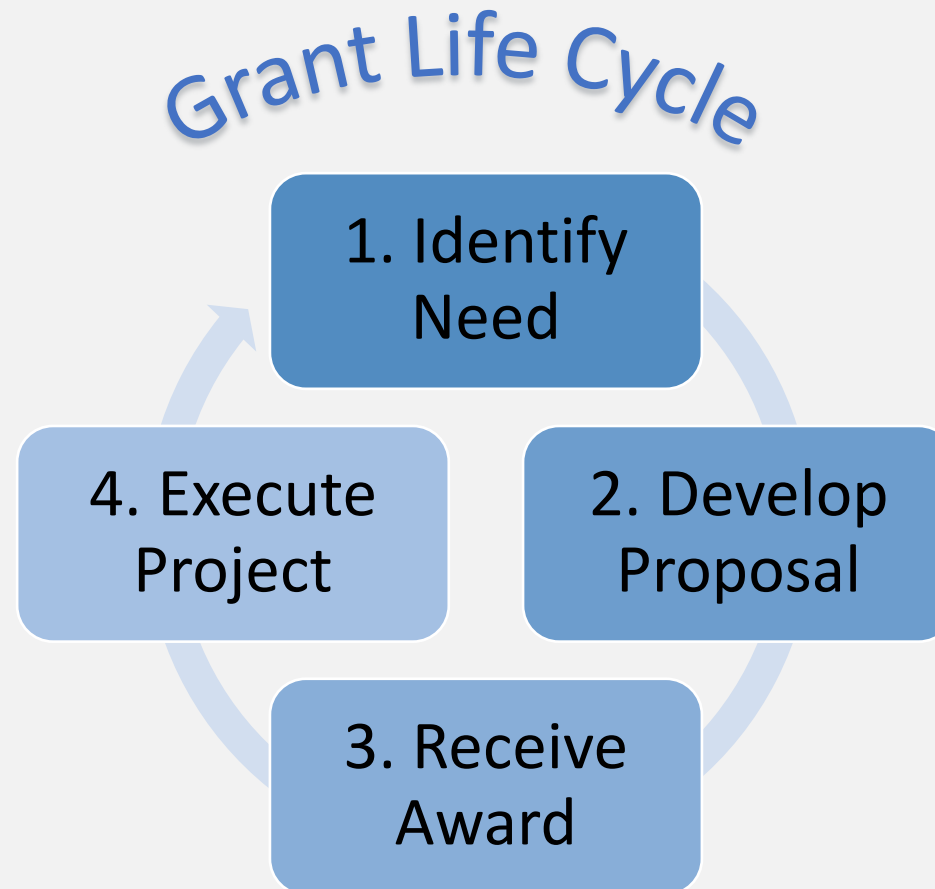 Grant Life Cycle
1. Identify
Need
2. Develop
Proposal
3. Receive
Award
4. Execute
Project